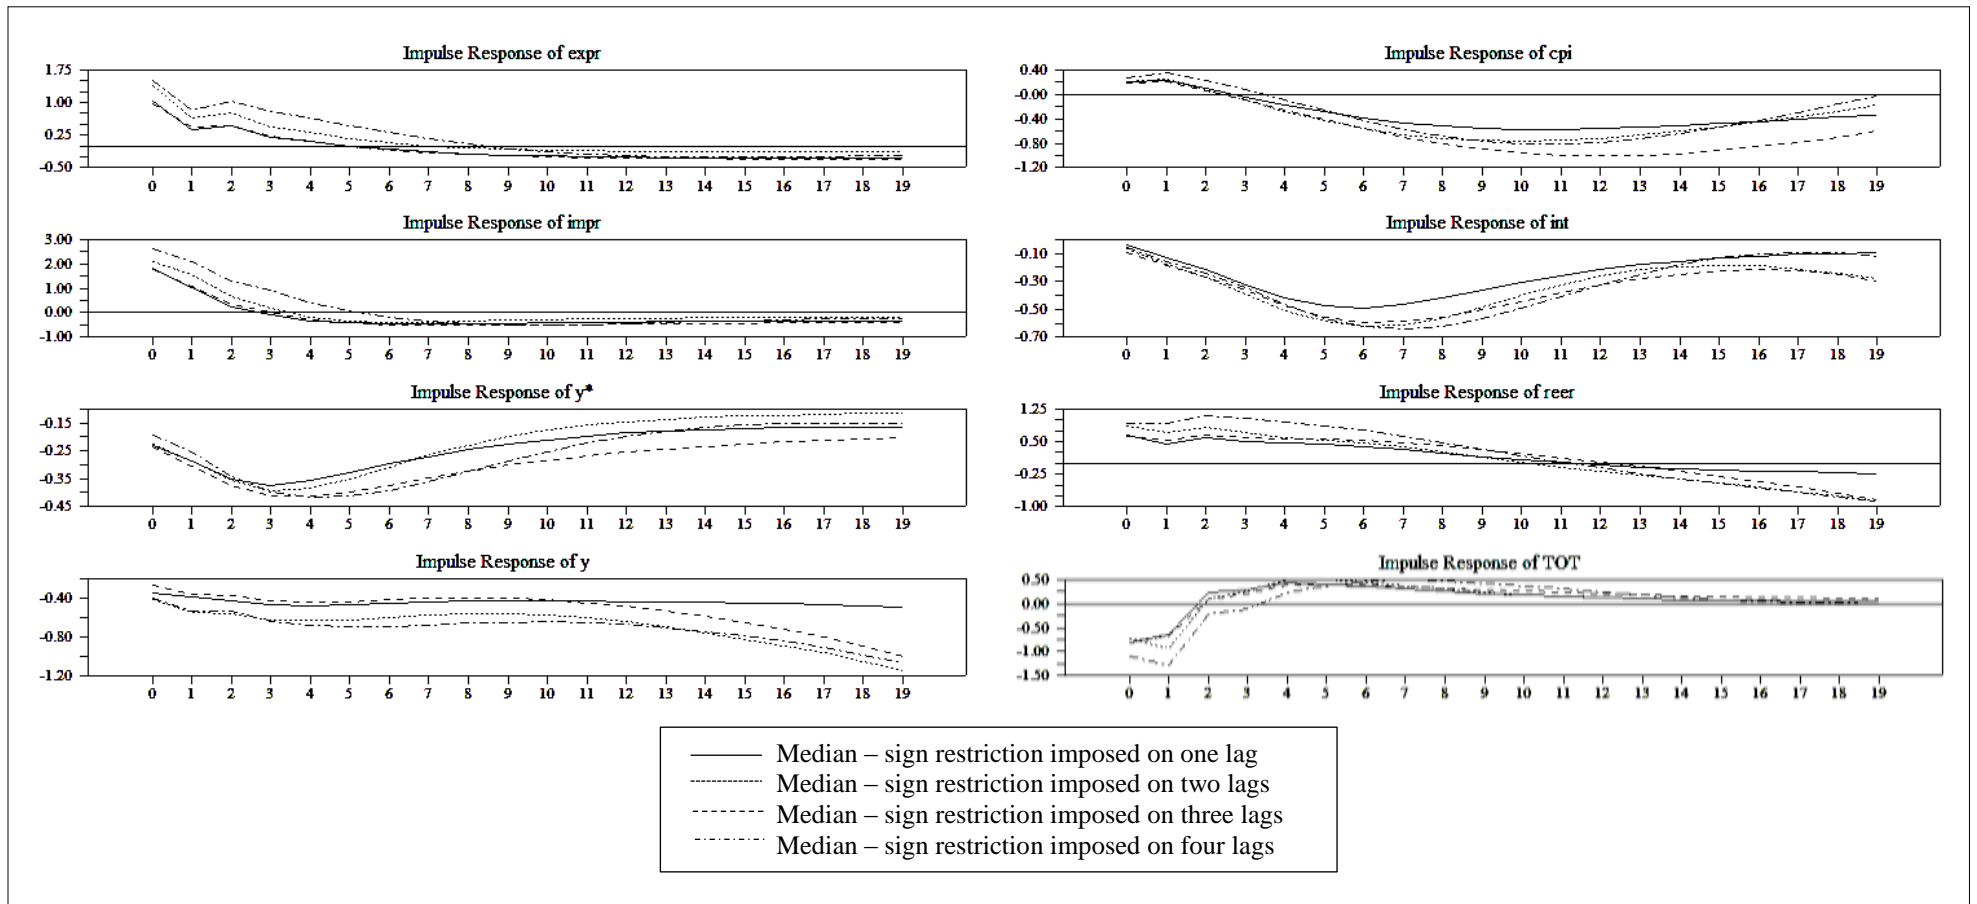 Impulse Response of expr
1.75
1.00
0.25
-0.50
0 1 2 3 4 5 6 7 8 9 10 11 12 13 14 15 16 17 18 19
Impulse Response of impr
3.00
2.00
1.00
0.00
-1.00
0 1 2 3 4 5 6 7 8 9 10 11 12 13 14 15 16 17 18 19
Impulse Response of y*
-0.15
-0.25
-0.35
-0.45
0 1 2 3 4 5 6 7 8 9 10 11 12 13 14 15 16 17 18 19
Impulse Response of y
-0.40
-0.80
-1.20
0 1 2 3 4 5 6 7 8 9 10 11 12 13 14 15 16 17 18 19
Impulse Response of cpi
0.40
-0.00
-0.40
-0.80
-1.20
0 1 2 3 4 5 6 7 8 9 10 11 12 13 14 15 16 17 18 19
Impulse Response of int
-0.10
-0.30
-0.50
-0.70
0 1 2 3 4 5 6 7 8 9 10 11 12 13 14 15 16 17 18 19
Impulse Response of reer
1.25
0.50
-0.25
-1.00
0 1 2 3 4 5 6 7 8 9 10 11 12 13 14 15 16 17 18 19
Impulse Response of TOT
0.50
0.00
-0.50
-1.00
-1.50
0 1 2 3 4 5 6 7 8 9 10 11 12 13 14 15 16 17 18 19
Median – sign restriction imposed on one lag
Median – sign restriction imposed on two lags
Median – sign restriction imposed on three lags
Median – sign restriction imposed on four lags